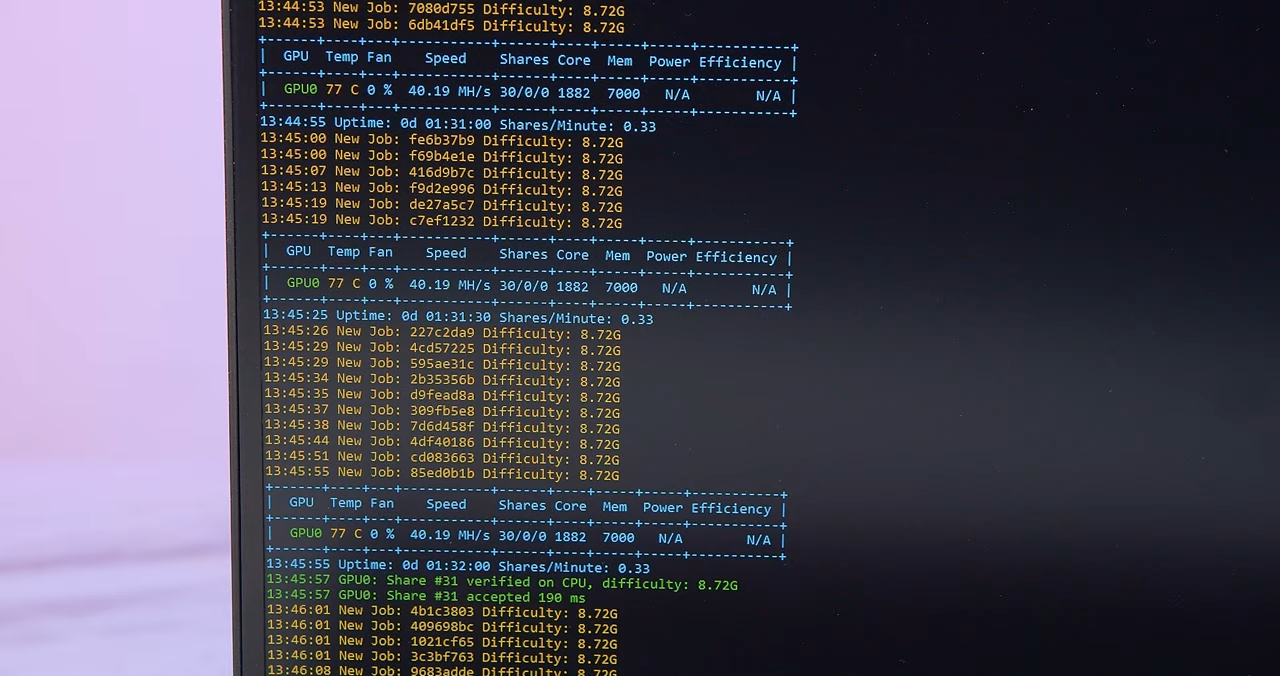 13:44:53 New Job: 7080d755 Difficulty: 8.72G
13:44:53 New Job: 6db41df5 Difficulty: 8.72G
GPU Temp Fan Speed Shares Core Mem Power Efficiency
GPU0 77 C 0 % 40.19 MH/s 30/0/0 1882 7000 N/A N/A
13:44:55 Uptime: 0d 01:31:00 Shares/Minute: 0.33
13:45:00 New Job: fe6b37b9 Difficulty: 8.72G
13:45:00 New Job: f69b4e1e Difficulty: 8.72G
13:45:07 New Job: 416d9b7c Difficulty: 8.72G
13:45:13 New Job: f9d2e996 Difficulty: 8.72G
13:45:19 New Job: de27a5c7 Difficulty: 8.72G
13:45:19 New Job: c7ef1232 Difficulty: 8.72G
GPU Temp Fan Speed Shares Core Mem Power Efficiency
GPU0 77 C 0 % 40.19 MH/s 30/0/0 1882 7000 N/A N/A
13:45:25 Uptime: 0d 01:31:30 Shares/Minute: 0.33
13:45:26 New Job: 227c2da9 Difficulty: 8.72G
13:45:29 New Job: 4cd57225 Difficulty: 8.72G
13:45:29 New Job: 595ae31c Difficulty: 8.72G
13:45:34 New Job: 2b35356b Difficulty: 8.72G
13:45:35 New Job: d9fead8a Difficulty: 8.72G
13:45:37 New Job: 309fb5e8 Difficulty: 8.72G
13:45:38 New Job: 7d6d458f Difficulty: 8.72G
13:45:44 New Job: 4df40186 Difficulty: 8.72G
13:45:51 New Job: cd083663 Difficulty: 8.72G
13:45:55 New Job: 85ed0b1b Difficulty: 8.72G
GPU Temp Fan Speed Shares Core Mem Power Efficiency
GPU0 77 C 0 % 40.19 MH/s 30/0/0 1882 7000 N/A N/A
13:45:55 Uptime: 0d 01:32:00 Shares/Minute: 0.33
13:45:57 GPU0: Share #31 verified on CPU, difficulty: 8.72G
13:45:57 GPU0: Share #31 accepted 190 ms
13:46:01 New Job: 4b1c3803 Difficulty: 8.72G
13:46:01 New Job: 409698bc Difficulty: 8.72G
13:46:01 New Job: 1021cf65 Difficulty: 8.72G
13:46:01 New Job: 3c3bf763 Difficulty: 8.72G
13:46:08 New Job: 9683adde Difficulty: 8.72G